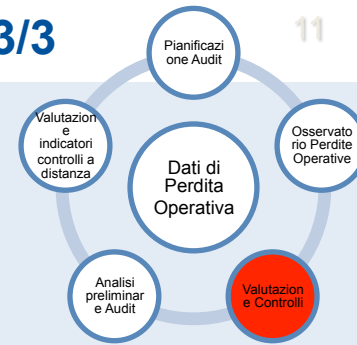 3/3
11
Pianificazi
one Audit
Valutazion
e
indicatori
controlli a
distanza
Osservato
rio Perdite
Operative
Dati di
Perdita
Operativa
Analisi
preliminar
e Audit
Valutazion
e Controlli